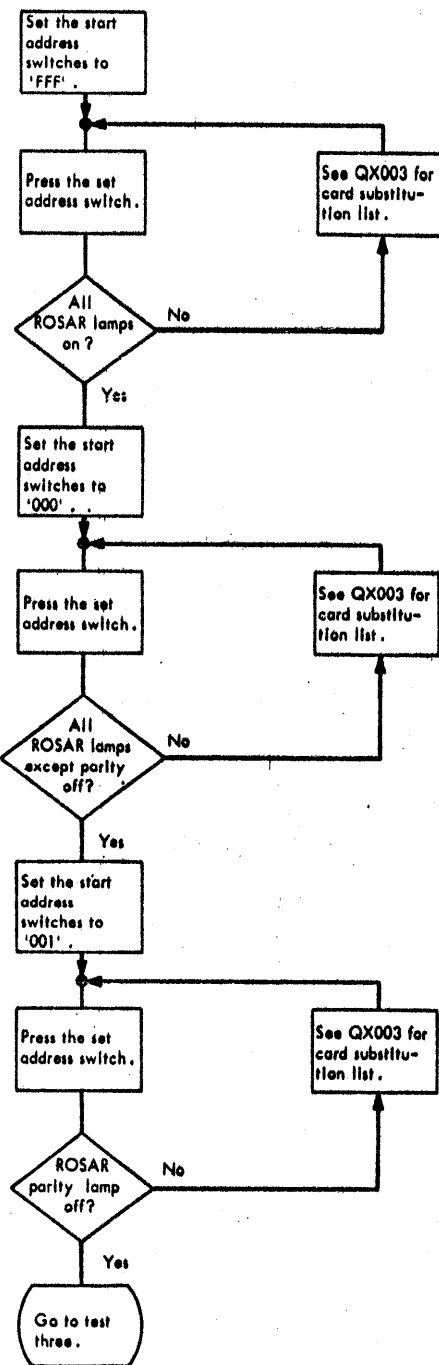 Set the start
address
switches to
'FFF' .
Press the set
address switch.
See QX003 for
card substitu-
tion list.
All
ROSAR lamps
on ?
No
Yes
Set the start
address
switches to
'000' . .
Press the set
address switch.
See QX003 for
card substitu-
tion list.
All
ROSAR lamps
except parity
off?
No
Yes
Set the start
address
switches to
'001' .
Press the set
address switch.
See QX003 for
card substitu-
tion list.
ROSAR
parity lamp
off?
No
Yes
Go to test
three.